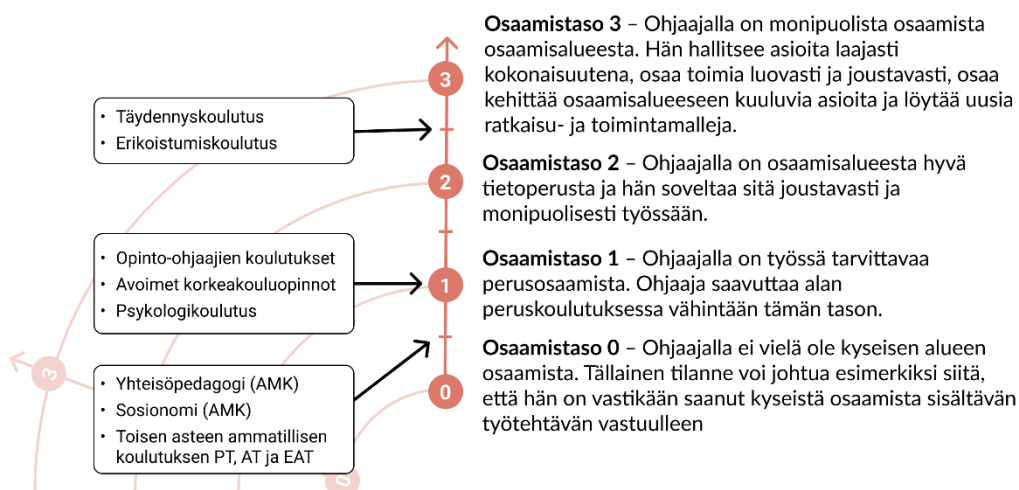 Osaamistaso 3 – Ohjaajalla on monipuolista osaamista
osaamisalueesta. Hän hallitsee asioita laajasti
kokonaisuutena, osaa toimia luovasti ja joustavasti, osaa
kehittää osaamisalueeseen kuuluvia asioita ja löytää uusia
ratkaisu- ja toimintamalleja.
3
• Täydennyskoulutus
• Erikoistumiskoulutus
Osaamistaso 2 – Ohjaajalla on osaamisalueesta hyvä
tietoperusta ja hän soveltaa sitä joustavasti ja
monipuolisesti työssään.
2
• Opinto-ohjaajien koulutukset
• Avoimet korkeakouluopinnot
• Psykologikoulutus
Osaamistaso 1 – Ohjaajalla on työssä tarvittavaa
perusosaamista. Ohjaaja saavuttaa alan
peruskoulutuksessa vähintään tämän tason.
1
Osaamistaso 0 – Ohjaajalla ei vielä ole kyseisen alueen
osaamista. Tällainen tilanne voi johtua esimerkiksi siitä,
että hän on vastikään saanut kyseistä osaamista sisältävän
työtehtävän vastuulleen
0
• Yhteisöpedagogi (AMK)
• Sosionomi (AMK)
• Toisen asteen ammatillisen
koulutuksen PT, AT ja EAT
3
0